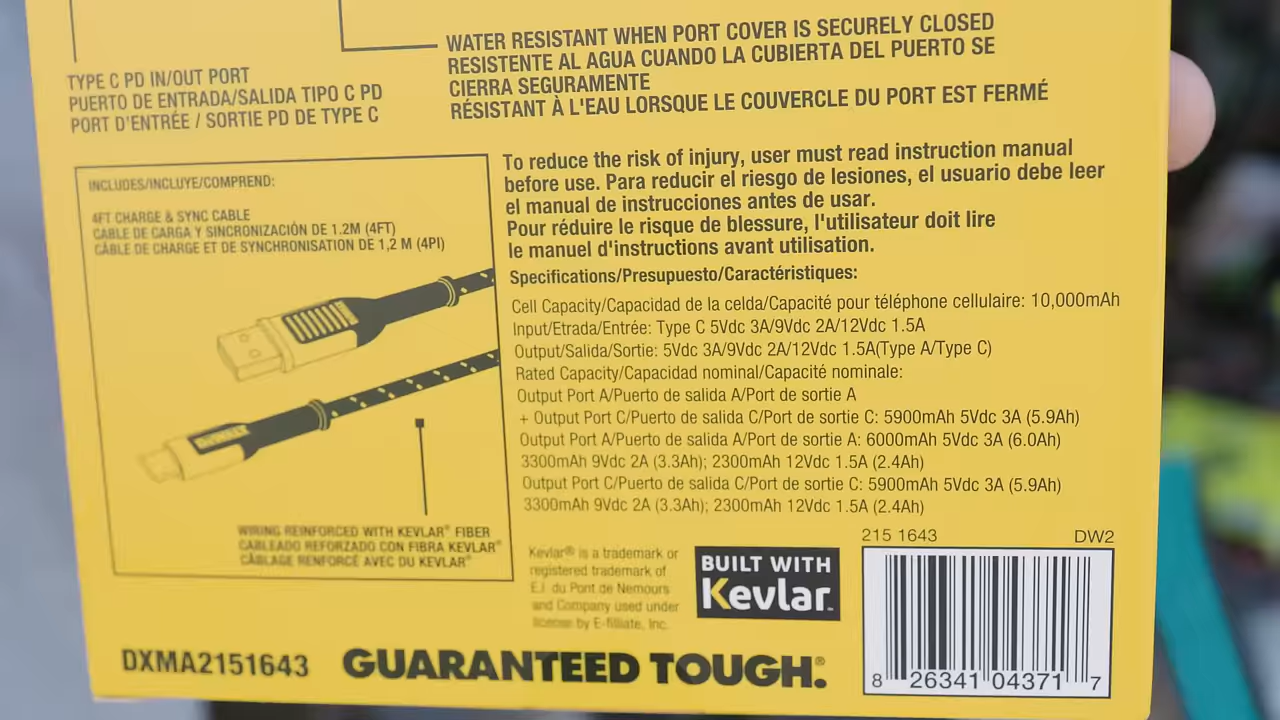 WATER RESISTANT WHEN PORT COVER IS SECURELY CLOSED
RESISTENTE AL AGUA CUANDO LA CUBIERTA DEL PUERTO SE
CIERRA SEGURAMENTE
RÉSISTANT À L'EAU LORSQUE LE COUVERCLE DU PORT EST FERMÉ
TYPE C PD IN/OUT PORT
PUERTO DE ENTRADA/SALIDA TIPO C PD
PORT D'ENTRÉE / SORTIE PD DE TYPE C
INCLUDES/INCLUYE/COMPREND:
4FT CHARGE & SYNC CABLE
CABLE DE CARGA Y SINCRONIZACIÓN DE 1.2M (4FT)
CÂBLE DE CHARGE ET DE SYNCHRONISATION DE 1,2 M (4PI)
DEWALT
WIRING REINFORCED WITH KEVLAR® FIBER
CABLEADO REFORZADO CON FIBRA KEVLAR®
CÂBLAGE RENFORCÉ AVEC DU KEVLAR®
To reduce the risk of injury, user must read instruction manual
before use. Para reducir el riesgo de lesiones, el usuario debe leer
el manual de instrucciones antes de usar.
Pour réduire le risque de blessure, l'utilisateur doit lire
le manuel d'instructions avant utilisation.
Specifications/Presupuesto/Caractéristiques:
Cell Capacity/Capacidad de la celda/Capacité pour téléphone cellulaire: 10,000mAh
Input/Etrada/Entrée: Type C 5Vdc 3A/9Vdc 2A/12Vdc 1.5A
Output/Salida/Sortie: 5Vdc 3A/9Vdc 2A/12Vdc 1.5A(Type A/Type C)
Rated Capacity/Capacidad nominal/Capacité nominale:
Output Port A/Puerto de salida A/Port de sortie A
+ Output Port C/Puerto de salida C/Port de sortie C: 5900mAh 5Vdc 3A (5.9Ah)
Output Port A/Puerto de salida A/Port de sortie A: 6000mAh 5Vdc 3A (6.0Ah)
3300mAh 9Vdc 2A (3.3Ah); 2300mAh 12Vdc 1.5A (2.4Ah)
Output Port C/Puerto de salida C/Port de sortie C: 5900mAh 5Vdc 3A (5.9Ah)
3300mAh 9Vdc 2A (3.3Ah); 2300mAh 12Vdc 1.5A (2.4Ah)
Kevlar® is a trademark or
registered trademark of
E.I. du Pont de Nemours
and Company used under
license by E-filliate, Inc.
BUILT WITH
Kevlar™
215 1643 DW2
8 26341 04371 7
DXMA2151643 GUARANTEED TOUGH.®